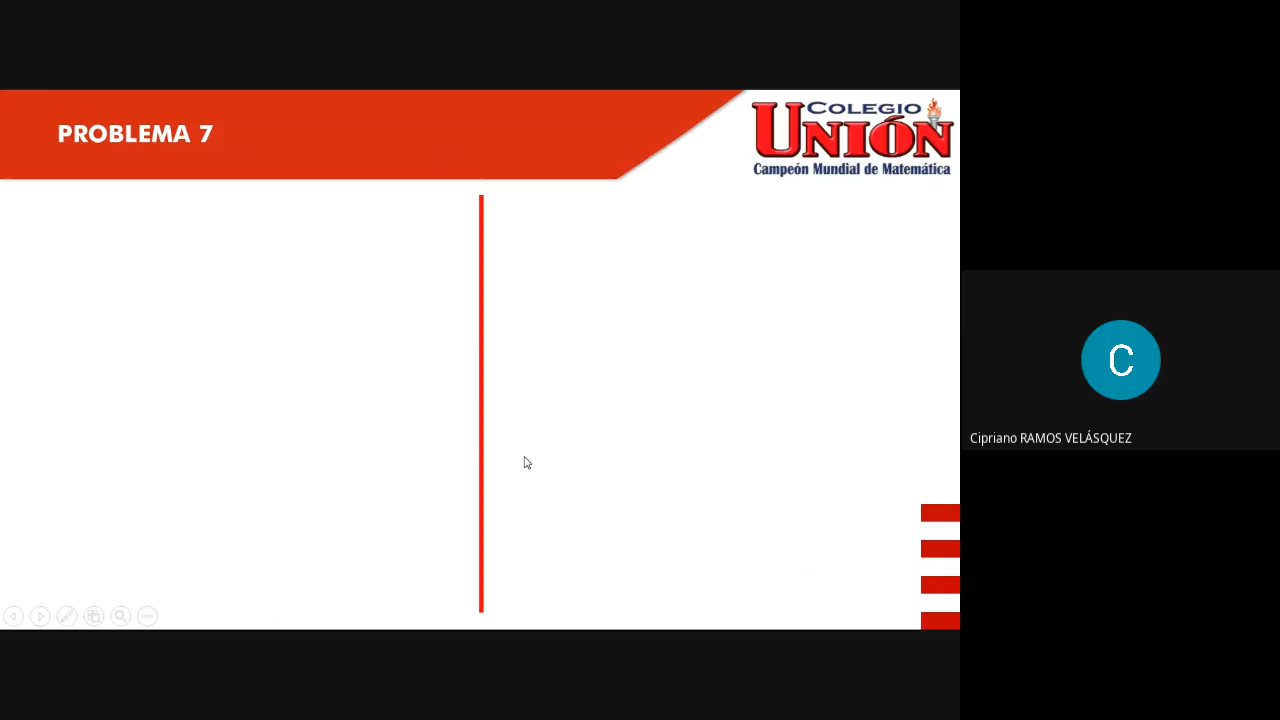 PROBLEMA 7
COLEGIO
UNIÓN
Campeón Mundial de Matemática
C
Cipriano RAMOS VELÁSQUEZ